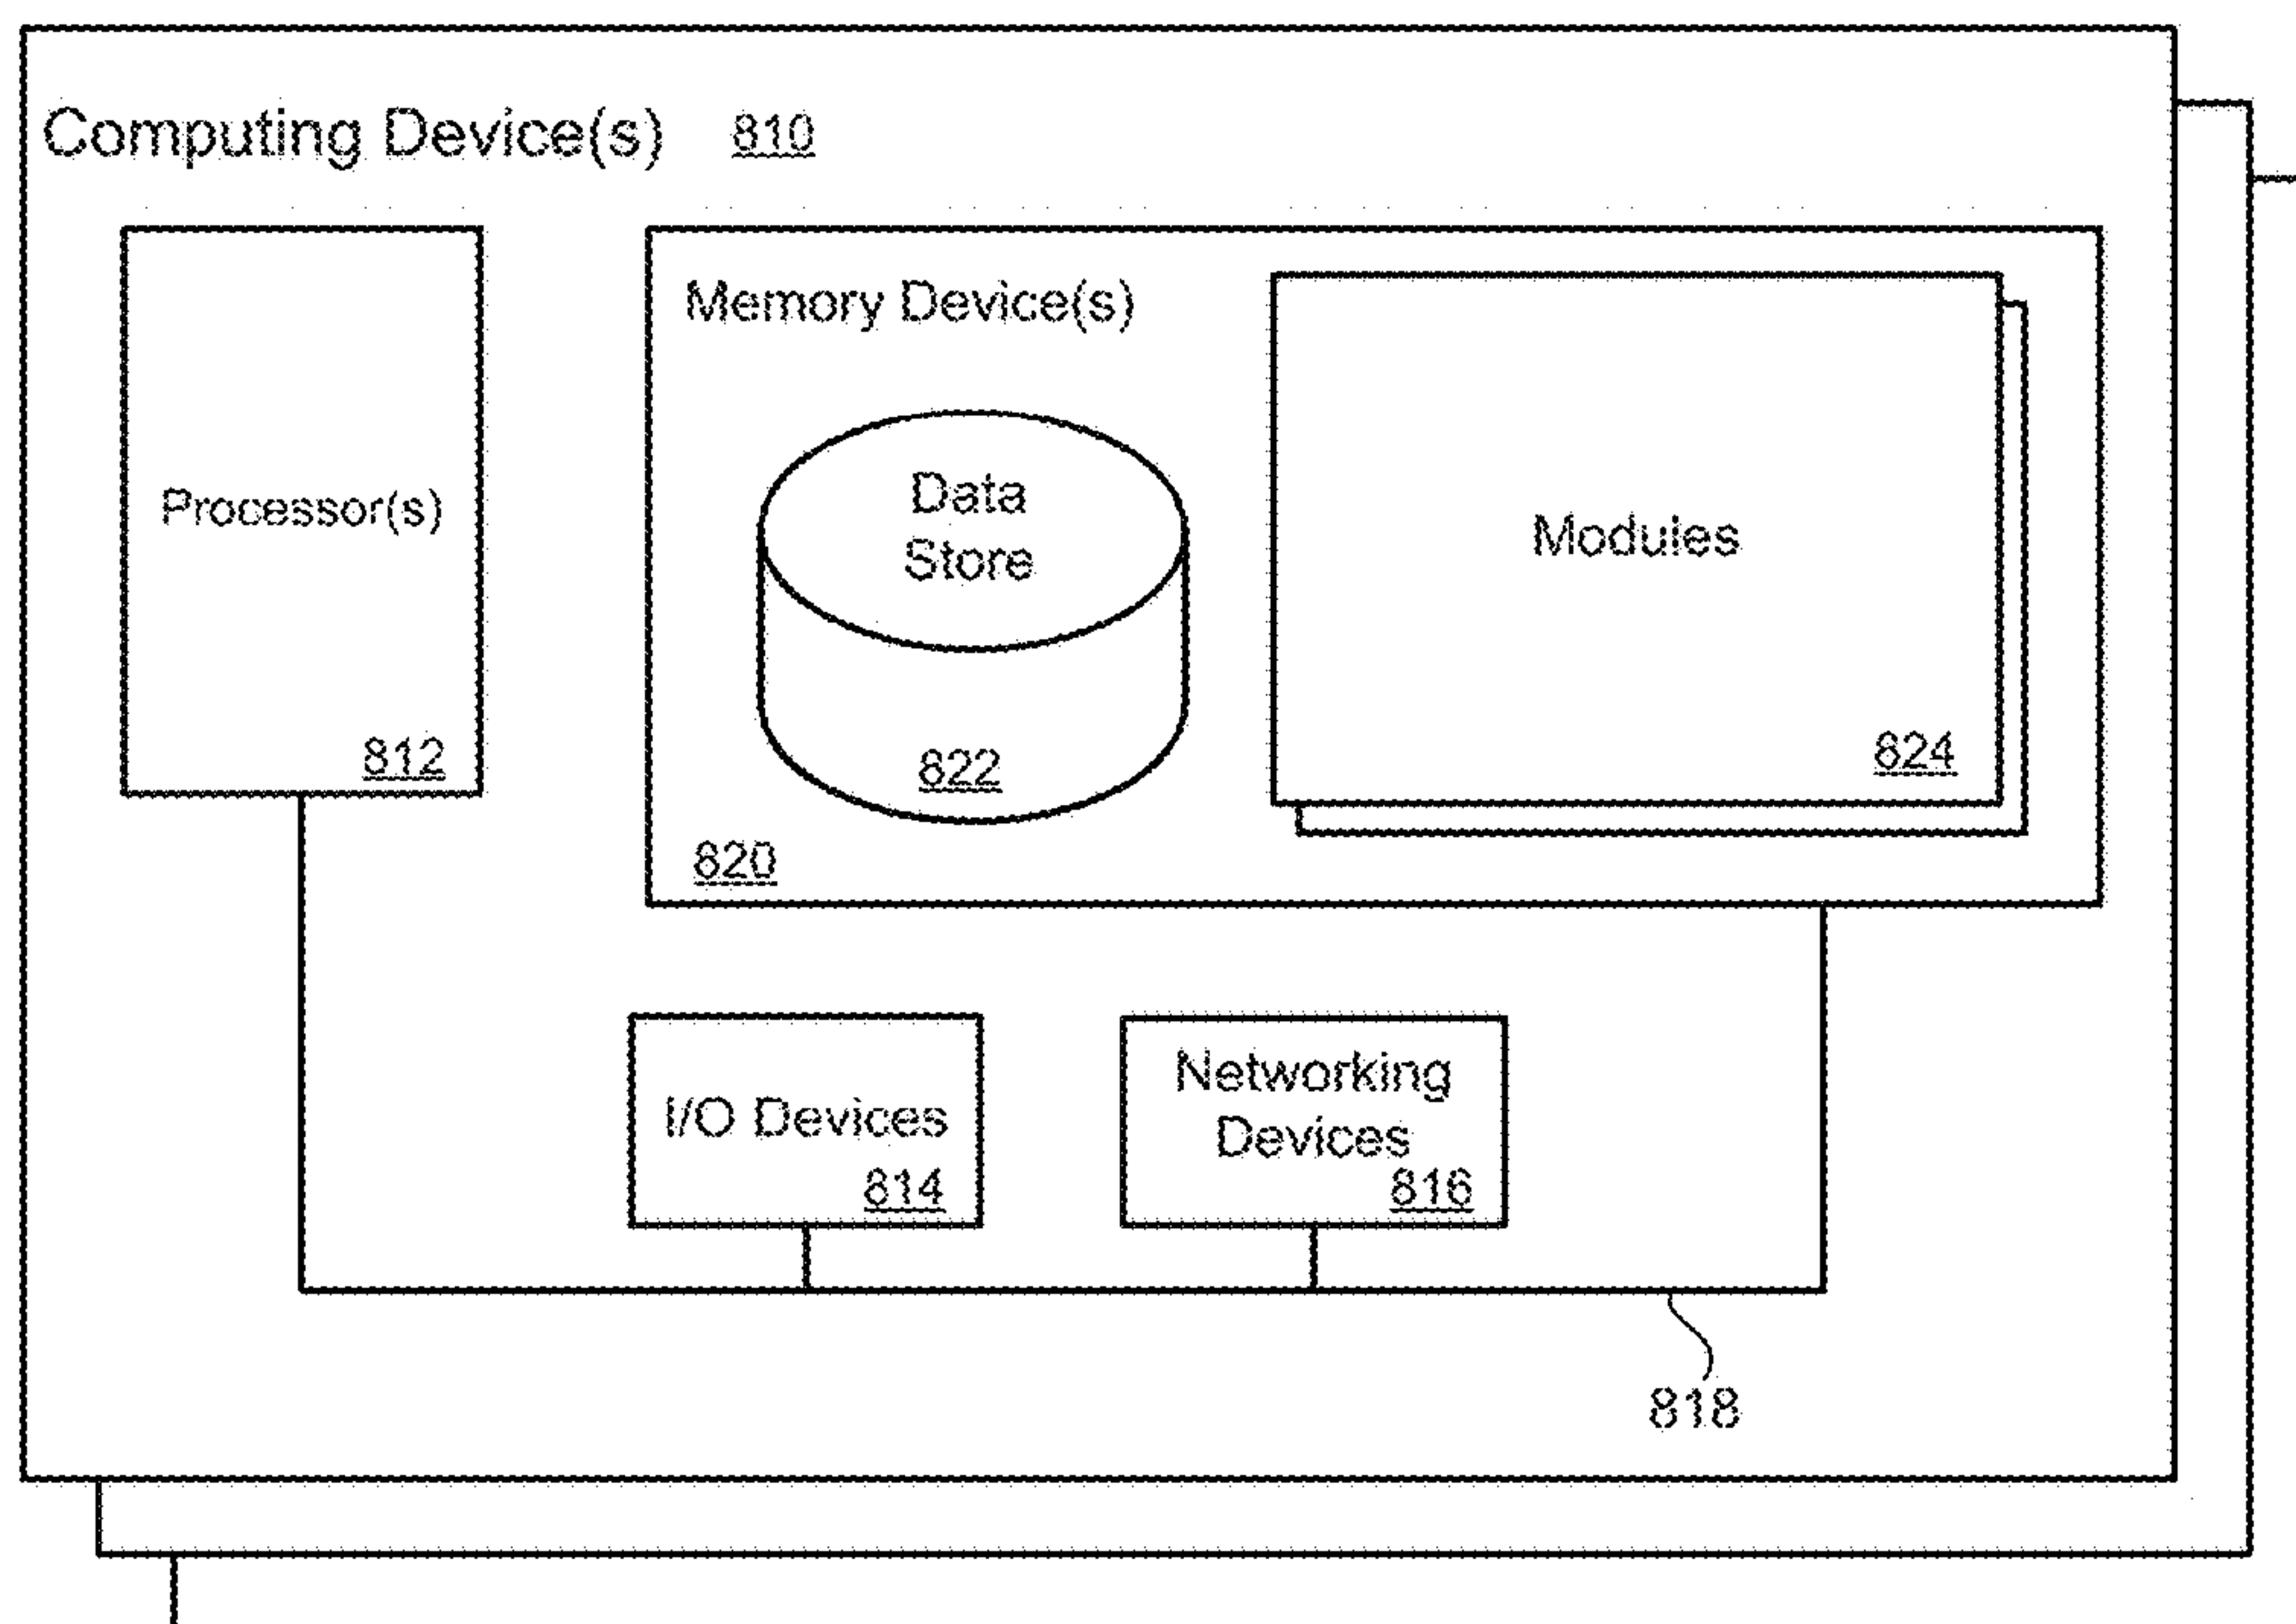 Computing Device(s) 810
Memory Device(s)
Processor(s)
812
Data
Store
822
Modules
824
820
I/O Devices
814
Networking
Devices
816
818